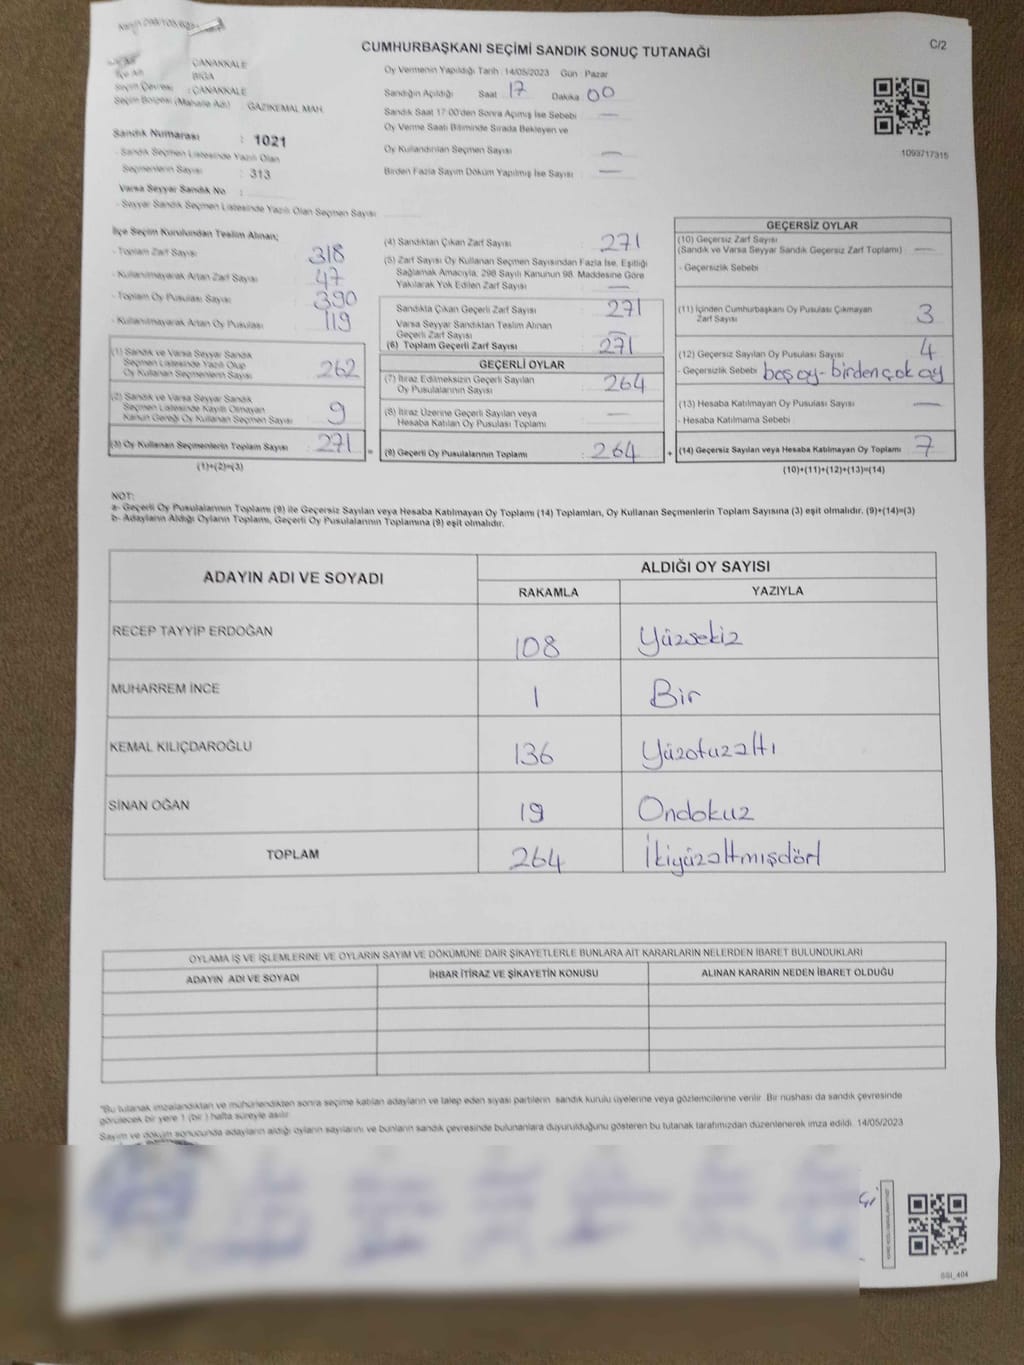 C/2
CUMHURBAŞKANI SEÇİMİ SANDIK SONUÇ TUTANAĞI
ÇANAKKALE
İlçe Adı BİGA
Seçim Çevresi : ÇANAKKALE
Seçim Bölgesi (Mahalle Adı) : GAZİKEMAL MAH.
Sandık Numarası : 1021
- Sandık Seçmen Listesinde Yazılı Olan
Seçmenlerin Sayısı : 313
Varsa Seyyar Sandık No :
- Seyyar Sandık Seçmen Listesinde Yazılı Olan Seçmen Sayısı
Oy Vermenin Yapıldığı Tarih : 14/05/2023 Gün : Pazar
Sandığın Açıldığı Saat 17 Dakika 00
Sandık Saat 17:00'den Sonra Açılmış İse Sebebi —
Oy Verme Saati Bitiminde Sırada Bekleyen ve
Oy Kullandırılan Seçmen Sayısı —
Birden Fazla Sayım Döküm Yapılmış İse Sayısı —
1093717315
İlçe Seçim Kurulundan Teslim Alınan;
- Toplam Zarf Sayısı : 318
- Kullanılmayarak Artan Zarf Sayısı : 47
- Toplam Oy Pusulası Sayısı : 390
- Kullanılmayarak Artan Oy Pusulası : 119
(1) Sandık ve Varsa Seyyar Sandık
Seçmen Listesinde Yazılı Olup
Oy Kullanan Seçmenlerin Sayısı : 262
(2) Sandık ve Varsa Seyyar Sandık
Seçmen Listesinde Kayıtlı Olmayan
Kanun Gereği Oy Kullanan Seçmen Sayısı : 9
(3) Oy Kullanan Seçmenlerin Toplam Sayısı : 271
(1)+(2)=(3)
(4) Sandıktan Çıkan Zarf Sayısı : 271
(5) Zarf Sayısı Oy Kullanan Seçmen Sayısından Fazla İse, Eşitliği
Sağlamak Amacıyla; 298 Sayılı Kanunun 98. Maddesine Göre
Yakılarak Yok Edilen Zarf Sayısı : —
Sandıkta Çıkan Geçerli Zarf Sayısı : 271
Varsa Seyyar Sandıktan Teslim Alınan
Geçerli Zarf Sayısı : —
(6) Toplam Geçerli Zarf Sayısı : 271
GEÇERLİ OYLAR
(7) İtiraz Edilmeksizin Geçerli Sayılan
Oy Pusulalarının Sayısı : 264
(8) İtiraz Üzerine Geçerli Sayılan veya
Hesaba Katılan Oy Pusulası Toplamı : —
(9) Geçerli Oy Pusulalarının Toplamı : 264
GEÇERSİZ OYLAR
(10) Geçersiz Zarf Sayısı
(Sandık ve Varsa Seyyar Sandık Geçersiz Zarf Toplamı) : —
- Geçersizlik Sebebi
(11) İçinden Cumhurbaşkanı Oy Pusulası Çıkmayan
Zarf Sayısı : 3
(12) Geçersiz Sayılan Oy Pusulası Sayısı : 4
- Geçersizlik Sebebi : boş oy - birden çok oy
(13) Hesaba Katılmayan Oy Pusulası Sayısı : —
- Hesaba Katılmama Sebebi
(14) Geçersiz Sayılan veya Hesaba Katılmayan Oy Toplamı : 7
(10)+(11)+(12)+(13)=(14)
NOT:
a- Geçerli Oy Pusulalarının Toplamı (9) ile Geçersiz Sayılan veya Hesaba Katılmayan Oy Toplamı (14) Toplamları, Oy Kullanan Seçmenlerin Toplam Sayısına (3) eşit olmalıdır. (9)+(14)=(3)
b- Adayların Aldığı Oyların Toplamı, Geçerli Oy Pusulalarının Toplamına (9) eşit olmalıdır.
ADAYIN ADI VE SOYADI
ALDIĞI OY SAYISI
RAKAMLA YAZIYLA
RECEP TAYYİP ERDOĞAN 108 Yüzsekiz
MUHARREM İNCE 1 Bir
KEMAL KILIÇDAROĞLU 136 Yüzotuzaltı
SİNAN OĞAN 19 Ondokuz
TOPLAM 264 İkiyüzaltmışdört
OYLAMA İŞ VE İŞLEMLERİNE VE OYLARIN SAYIM VE DÖKÜMÜNE DAİR ŞİKAYETLERLE BUNLARA AİT KARARLARIN NELERDEN İBARET BULUNDUKLARI
ADAYIN ADI VE SOYADI İHBAR İTİRAZ VE ŞİKAYETİN KONUSU ALINAN KARARIN NEDEN İBARET OLDUĞU
"Bu tutanak imzalandıktan ve mühürlendikten sonra seçime katılan adayların ve talep eden siyasi partilerin sandık kurulu üyelerine veya gözlemcilerine verilir. Bir nüshası da sandık çevresinde
görülecek bir yere 1 (bir ) hafta süreyle asılır.
Sayım ve döküm sonucunda adayların aldığı oyların sayılarını ve bunların sandık çevresinde bulunanlara duyurulduğunu gösteren bu tutanak tarafımızdan düzenlenerek imza edildi. 14/05/2023
SSI_404